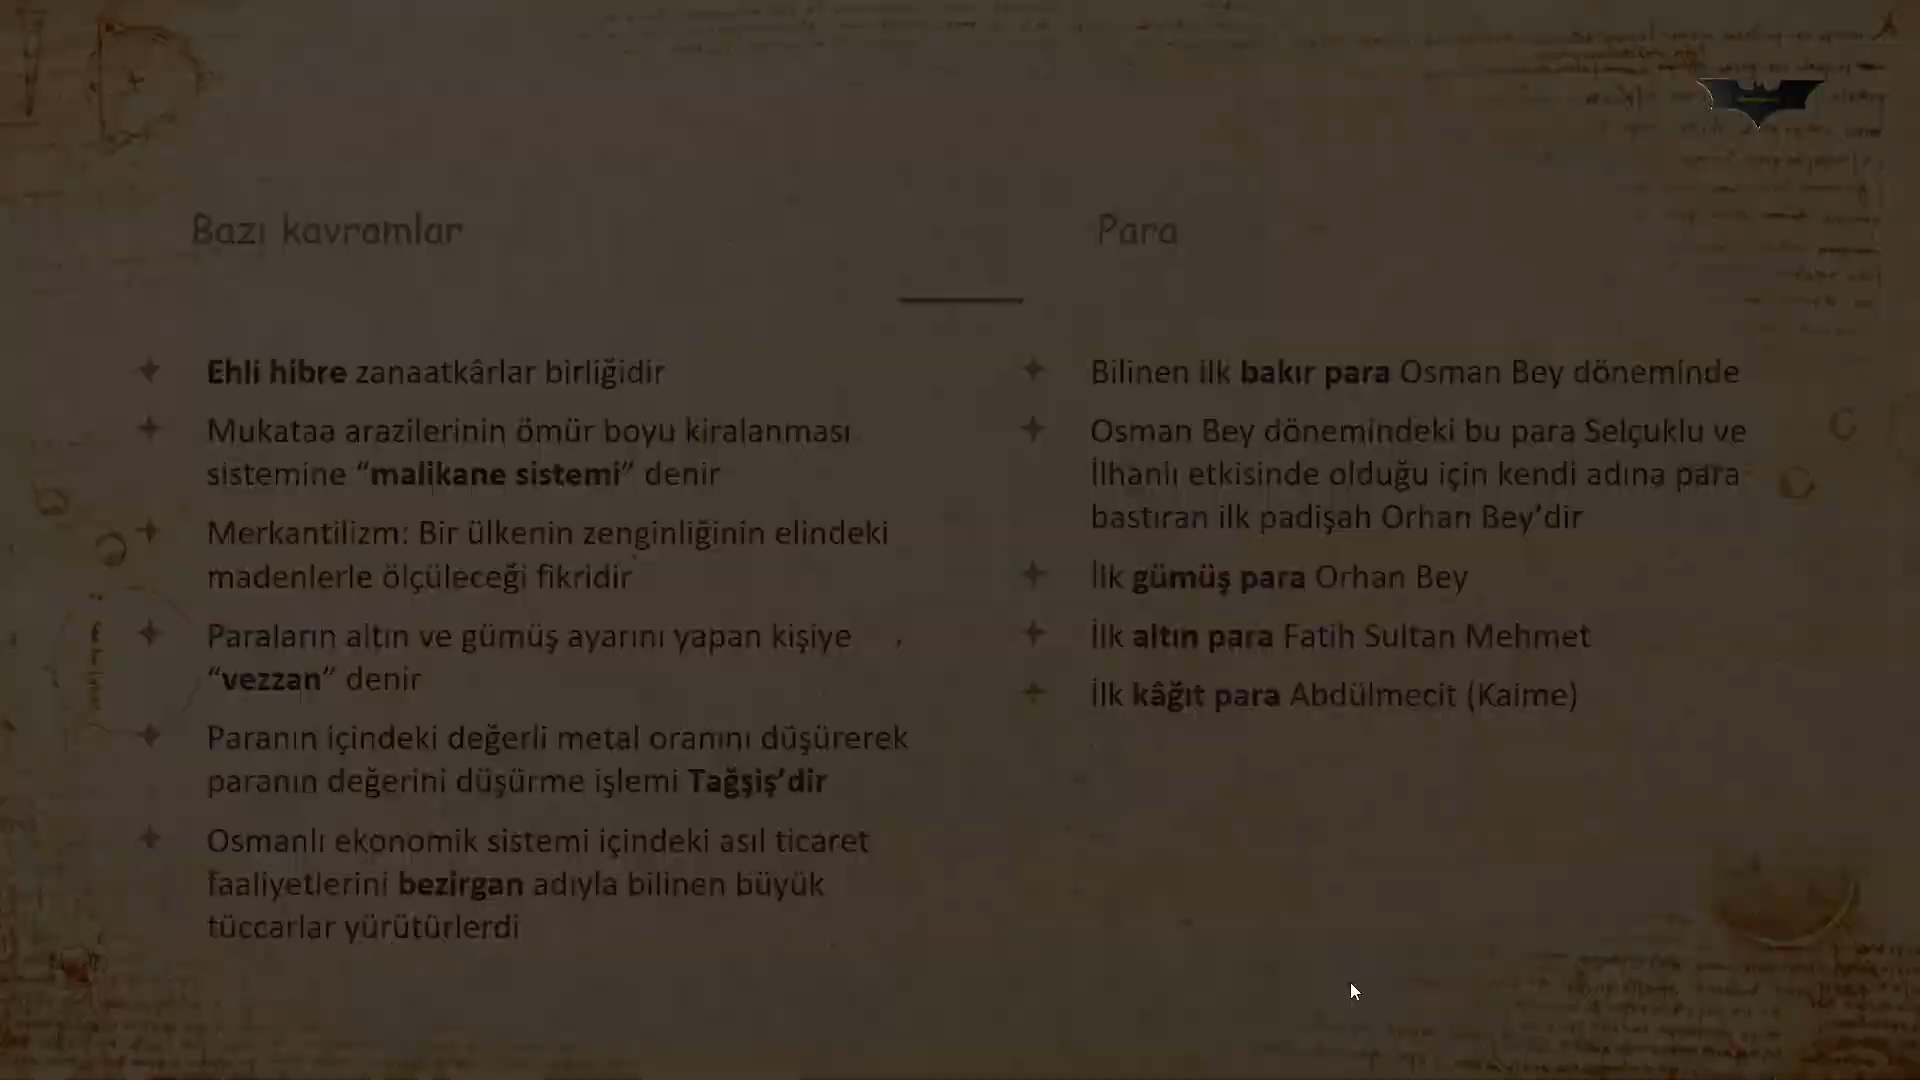 Bazı kavramlar
Ehli hibre zanaatkârlar birliğidir
Mukataa arazilerinin ömür boyu kiralanması
sistemine “malikane sistemi” denir
Merkantilizm: Bir ülkenin zenginliğinin elindeki
madenlerle ölçüleceği fikridir
Paraların altın ve gümüş ayarını yapan kişiye
“vezzan” denir
Paranın içindeki değerli metal oranını düşürerek
paranın değerini düşürme işlemi Tağşiş’dir
Osmanlı ekonomik sistemi içindeki asıl ticaret
faaliyetlerini bezirgan adıyla bilinen büyük
tüccarlar yürütürlerdi
Para
Bilinen ilk bakır para Osman Bey döneminde
Osman Bey dönemindeki bu para Selçuklu ve
İlhanlı etkisinde olduğu için kendi adına para
bastıran ilk padişah Orhan Bey’dir
İlk gümüş para Orhan Bey
İlk altın para Fatih Sultan Mehmet
İlk kâğıt para Abdülmecit (Kaime)